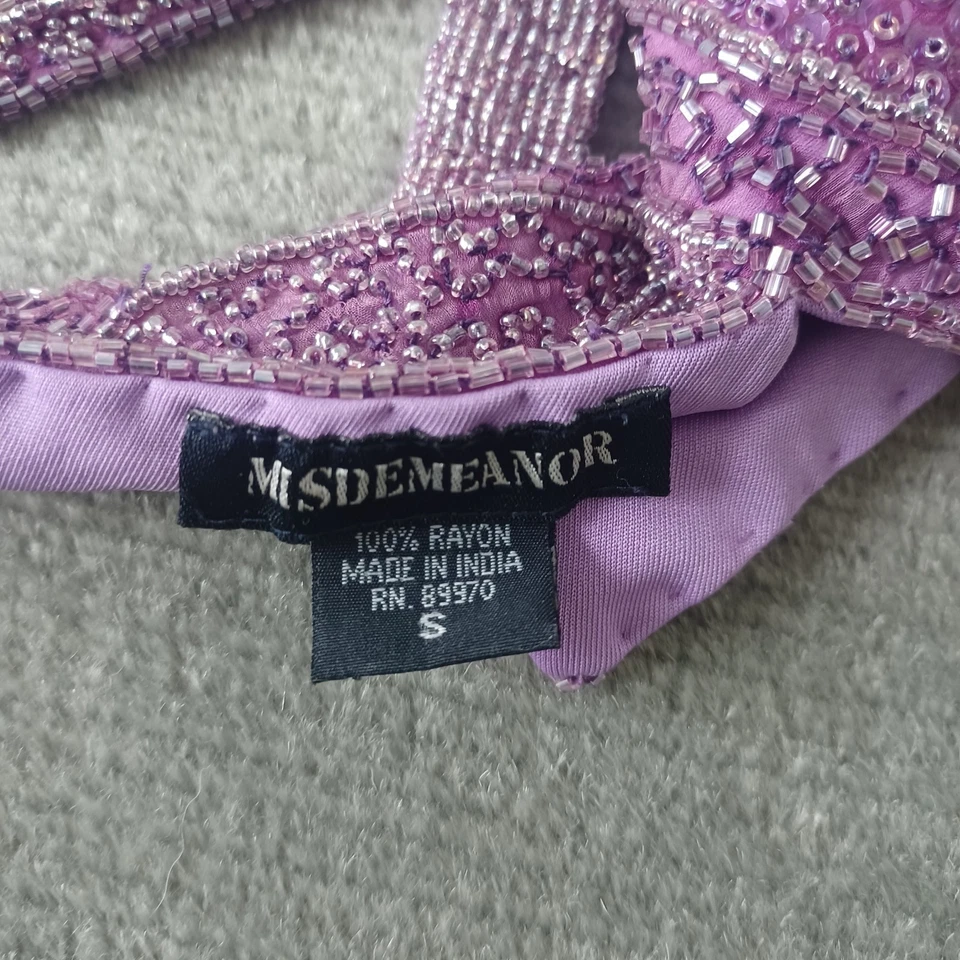 MISDEMEANOR
100% RAYON
MADE IN INDIA
RN. 89970
S